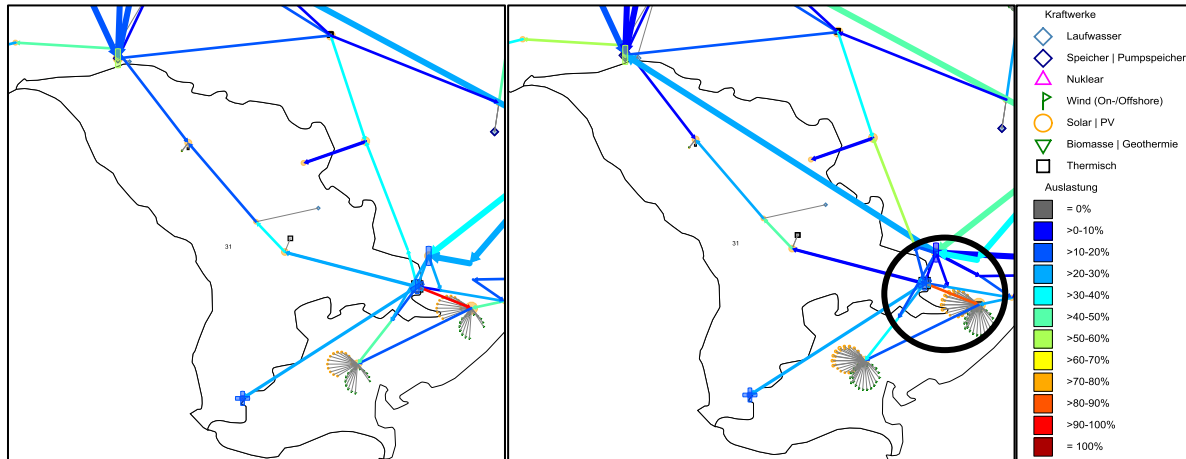 31
31
Kraftwerke
Laufwasser
Speicher | Pumpspeicher
Nuklear
Wind (On-/Offshore)
Solar | PV
Biomasse | Geothermie
Thermisch
Auslastung
= 0%
>0-10%
>10-20%
>20-30%
>30-40%
>40-50%
>50-60%
>60-70%
>70-80%
>80-90%
>90-100%
= 100%